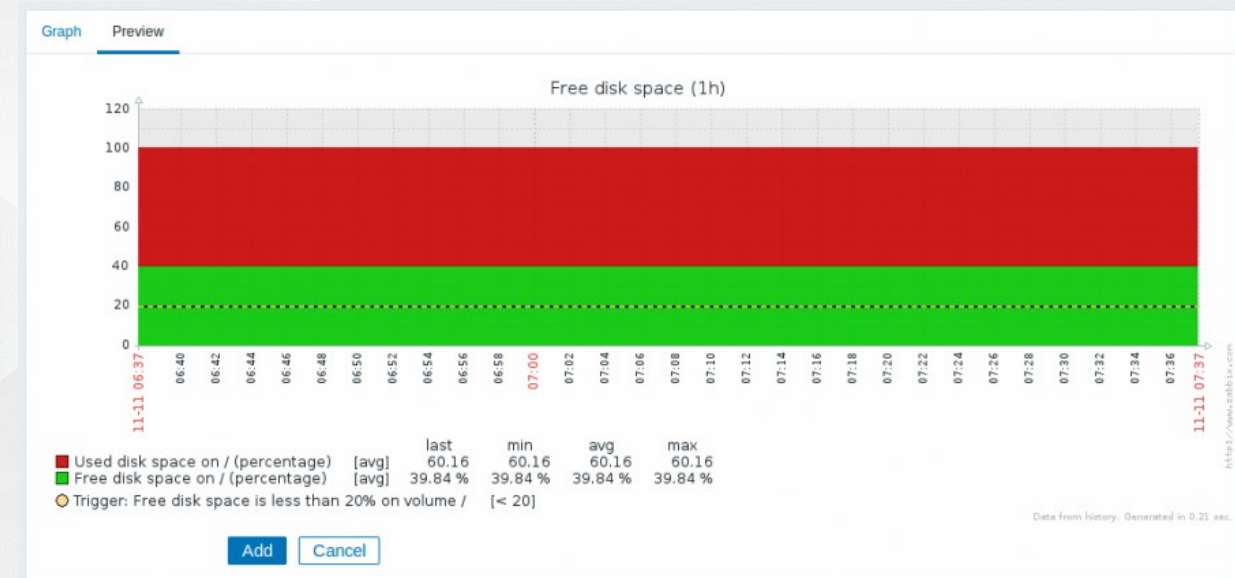 Graph Preview
Free disk space (1h)
120
100
80
60
40
20
0
11-11 06:37 06:40 06:42 06:44 06:46 06:48 06:50 06:52 06:54 06:56 06:58 07:00 07:02 07:04 07:06 07:08 07:10 07:12 07:14 07:16 07:18 07:20 07:22 07:24 07:26 07:28 07:30 07:32 07:34 07:36 11-11 07:37
http://www.zabbix.com
last min avg max
Used disk space on / (percentage) [avg] 60.16 60.16 60.16 60.16
Free disk space on / (percentage) [avg] 39.84 % 39.84 % 39.84 % 39.84 %
Trigger: Free disk space is less than 20% on volume / [< 20]
Data from history. Generated in 0.21 sec.
Add Cancel